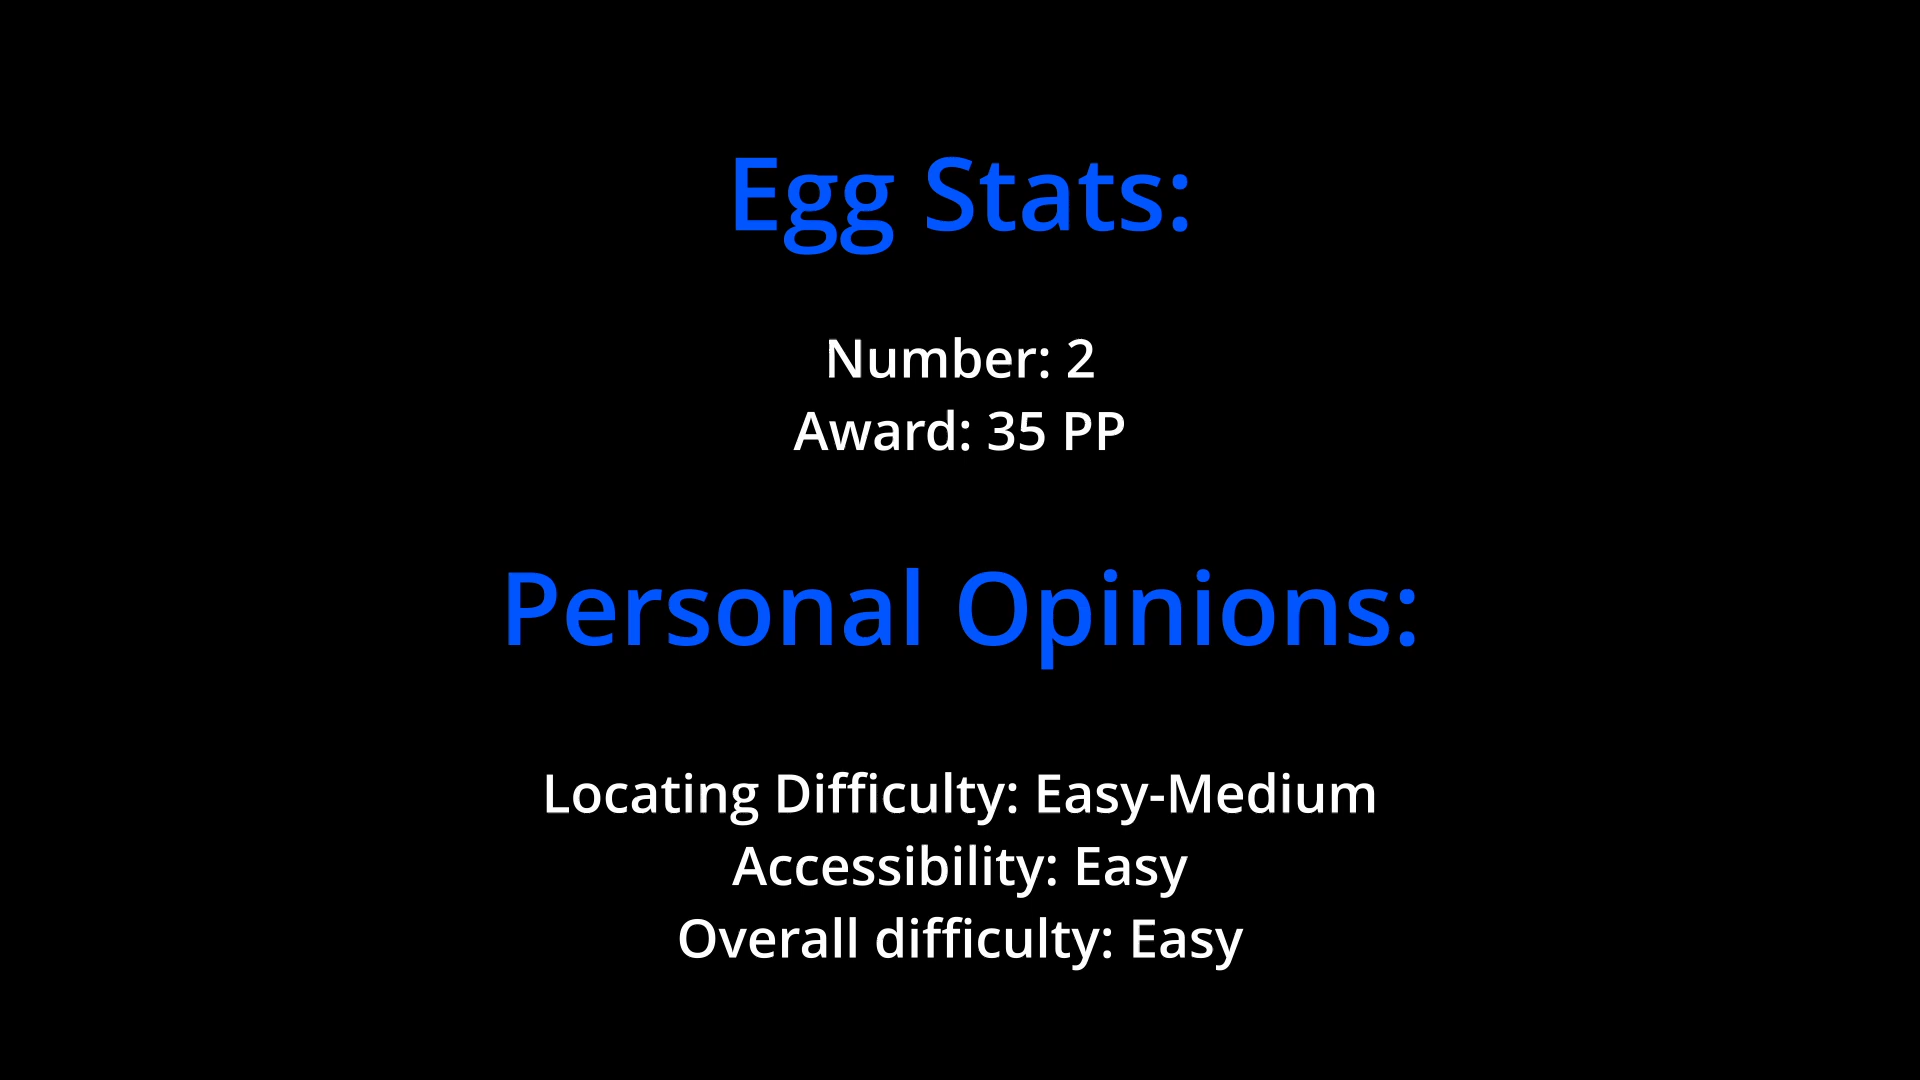 Egg Stats:
Number: 2
Award: 35 PP
Personal Opinions:
Locating Difficulty: Easy-Medium
Accessibility: Easy
Overall difficulty: Easy